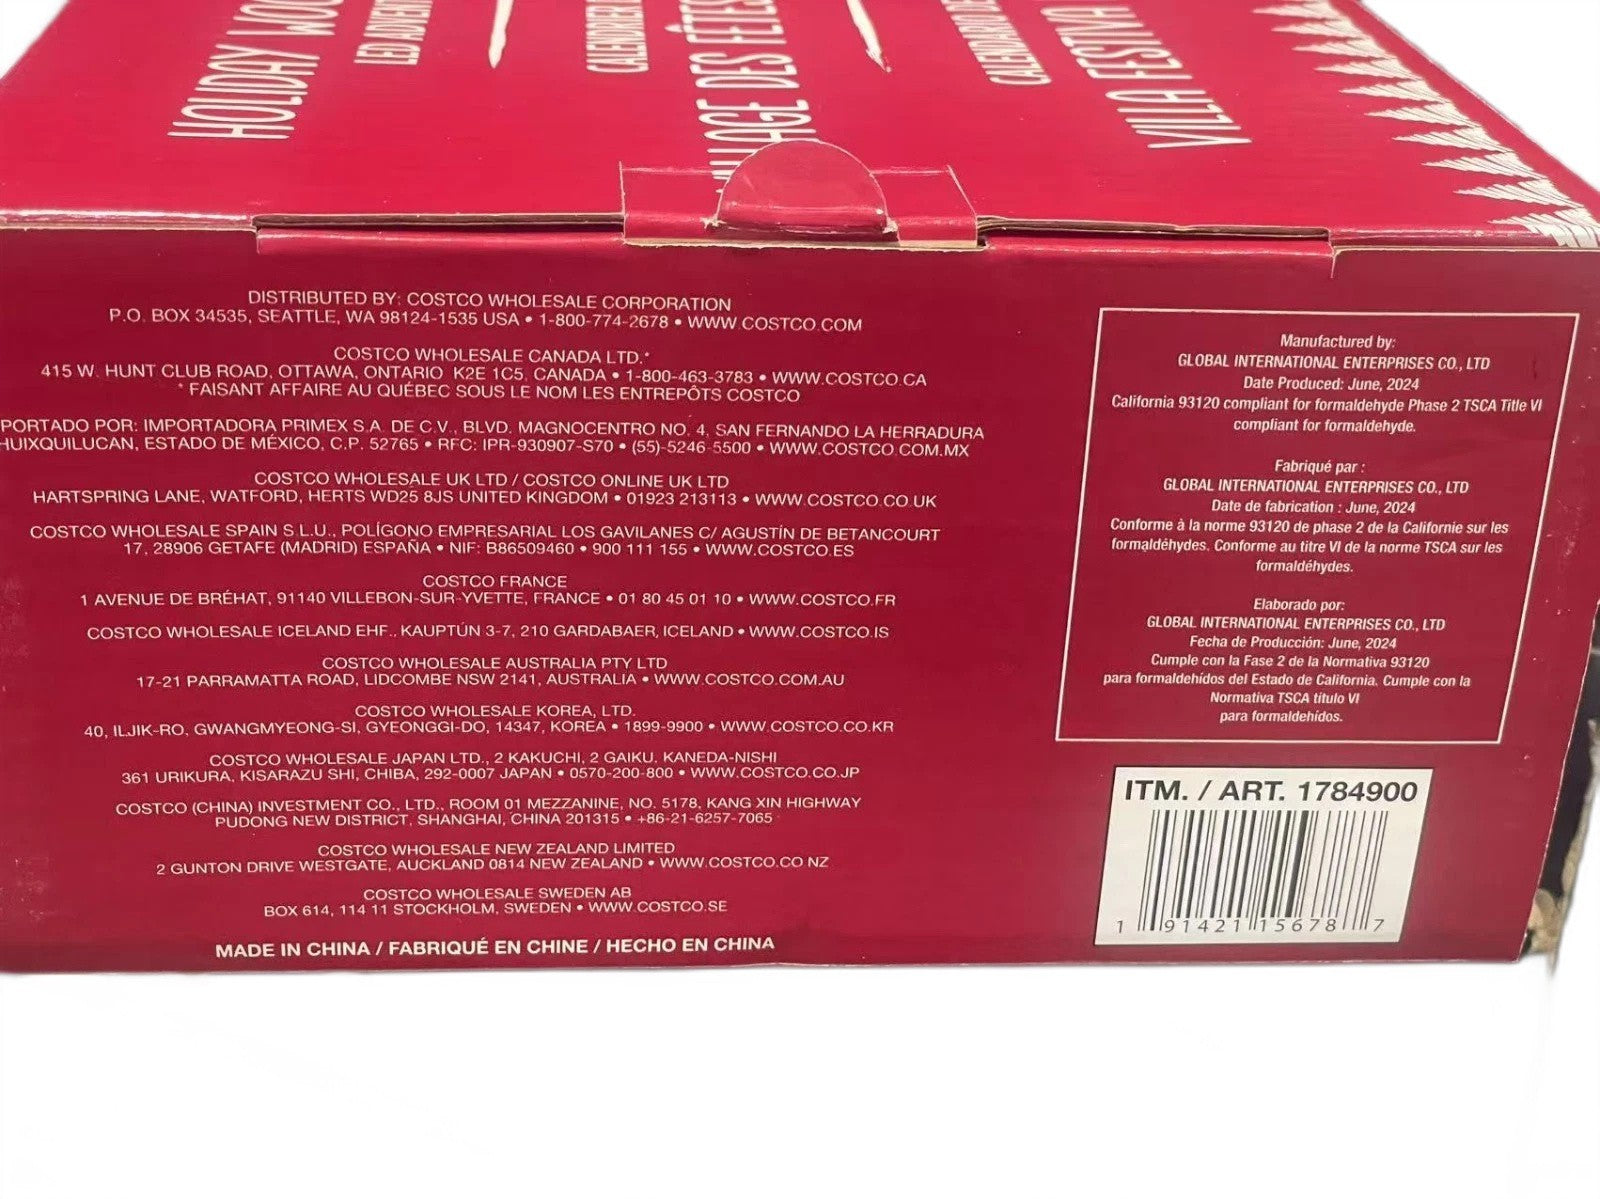 HOLIDAY
LED
VILLAGE DES FÊTES
VILLA FESTIVA
DISTRIBUTED BY: COSTCO WHOLESALE CORPORATION
P.O. BOX 34535, SEATTLE, WA 98124-1535 USA • 1-800-774-2678 • WWW.COSTCO.COM
COSTCO WHOLESALE CANADA LTD.*
415 W. HUNT CLUB ROAD, OTTAWA, ONTARIO K2E 1C5, CANADA • 1-800-463-3783 • WWW.COSTCO.CA
* FAISANT AFFAIRE AU QUÉBEC SOUS LE NOM LES ENTREPÔTS COSTCO
PORTADO POR: IMPORTADORA PRIMEX S.A. DE C.V., BLVD. MAGNOCENTRO NO. 4, SAN FERNANDO LA HERRADURA
HUIXQUILUCAN, ESTADO DE MÉXICO, C.P. 52765 • RFC: IPR-930907-S70 • (55)-5246-5500 • WWW.COSTCO.COM.MX
COSTCO WHOLESALE UK LTD / COSTCO ONLINE UK LTD
HARTSPRING LANE, WATFORD, HERTS WD25 8JS UNITED KINGDOM • 01923 213113 • WWW.COSTCO.CO.UK
COSTCO WHOLESALE SPAIN S.L.U., POLÍGONO EMPRESARIAL LOS GAVILANES C/ AGUSTÍN DE BETANCOURT
17, 28906 GETAFE (MADRID) ESPAÑA • NIF: B86509460 • 900 111 155 • WWW.COSTCO.ES
COSTCO FRANCE
1 AVENUE DE BRÉHAT, 91140 VILLEBON-SUR-YVETTE, FRANCE • 01 80 45 01 10 • WWW.COSTCO.FR
COSTCO WHOLESALE ICELAND EHF., KAUPTÚN 3-7, 210 GARDABAER, ICELAND • WWW.COSTCO.IS
COSTCO WHOLESALE AUSTRALIA PTY LTD
17-21 PARRAMATTA ROAD, LIDCOMBE NSW 2141, AUSTRALIA • WWW.COSTCO.COM.AU
COSTCO WHOLESALE KOREA, LTD.
40, ILJIK-RO, GWANGMYEONG-SI, GYEONGGI-DO, 14347, KOREA • 1899-9900 • WWW.COSTCO.CO.KR
COSTCO WHOLESALE JAPAN LTD., 2 KAKUCHI, 2 GAIKU, KANEDA-NISHI
361 URIKURA, KISARAZU SHI, CHIBA, 292-0007 JAPAN • 0570-200-800 • WWW.COSTCO.CO.JP
COSTCO (CHINA) INVESTMENT CO., LTD., ROOM 01 MEZZANINE, NO. 5178, KANG XIN HIGHWAY
PUDONG NEW DISTRICT, SHANGHAI, CHINA 201315 • +86-21-6257-7065
COSTCO WHOLESALE NEW ZEALAND LIMITED
2 GUNTON DRIVE WESTGATE, AUCKLAND 0814 NEW ZEALAND • WWW.COSTCO.CO NZ
COSTCO WHOLESALE SWEDEN AB
BOX 614, 114 11 STOCKHOLM, SWEDEN • WWW.COSTCO.SE
MADE IN CHINA / FABRIQUÉ EN CHINE / HECHO EN CHINA
Manufactured by:
GLOBAL INTERNATIONAL ENTERPRISES CO., LTD
Date Produced: June, 2024
California 93120 compliant for formaldehyde Phase 2 TSCA Title VI
compliant for formaldehyde.
Fabriqué par :
GLOBAL INTERNATIONAL ENTERPRISES CO., LTD
Date de fabrication : June, 2024
Conforme à la norme 93120 de phase 2 de la Californie sur les
formaldéhydes. Conforme au titre VI de la norme TSCA sur les
formaldéhydes.
Elaborado por:
GLOBAL INTERNATIONAL ENTERPRISES CO., LTD
Fecha de Producción: June, 2024
Cumple con la Fase 2 de la Normativa 93120
para formaldehídos del Estado de California. Cumple con la
Normativa TSCA título VI
para formaldehídos.
ITM. / ART. 1784900
1 91421 15678 7